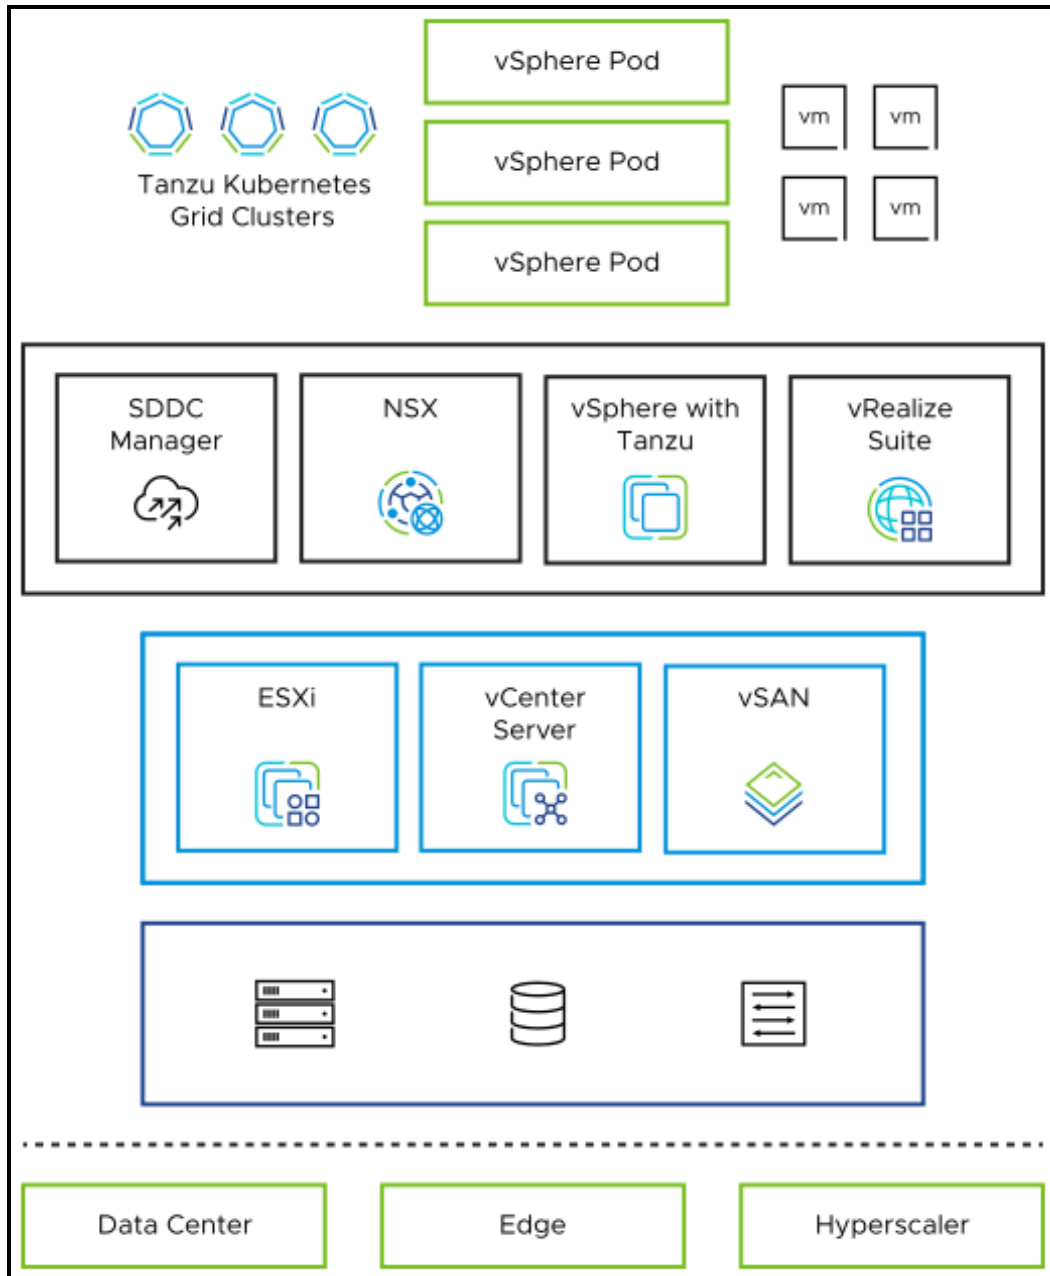 vSphere Pod
vSphere Pod
vSphere Pod
Tanzu Kubernetes
Grid Clusters
vm vm
vm vm
SDDC
Manager
NSX
vSphere with
Tanzu
vRealize
Suite
ESXi
vCenter
Server
vSAN
Data Center
Edge
Hyperscaler